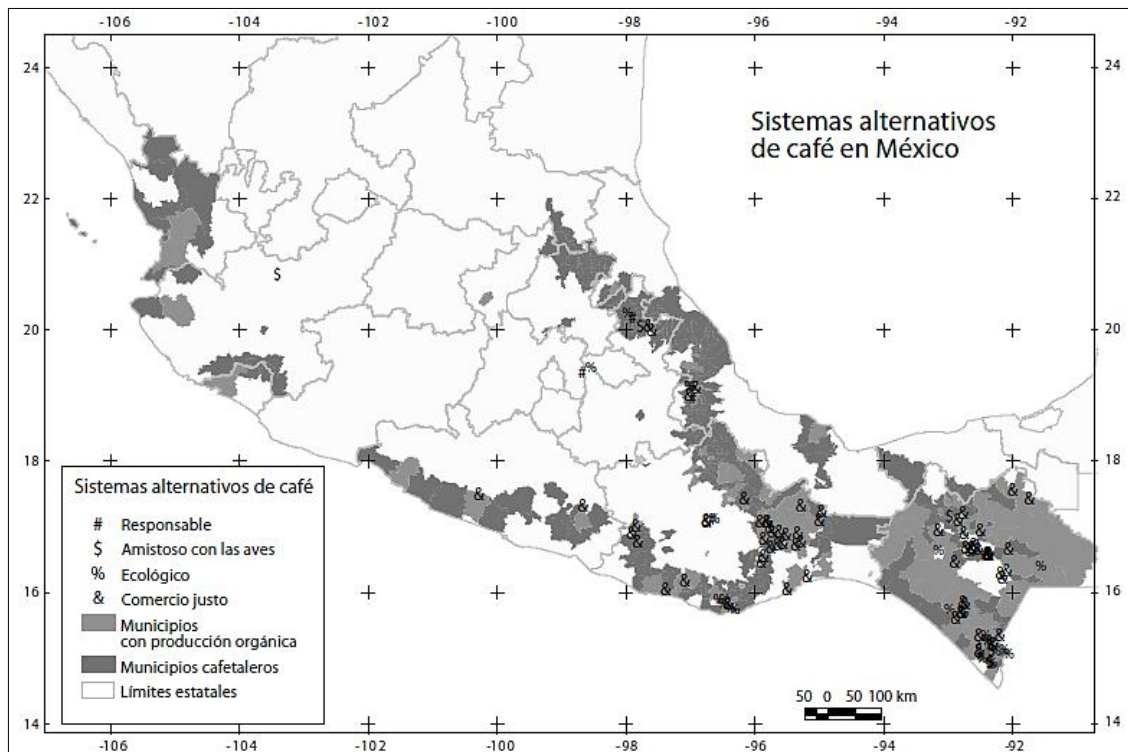 -106 -104 -102 -100 -98 -96 -94 -92
24 24
Sistemas alternativos
de café en México
22 22
20 20
18 18
16 16
14 14
Sistemas alternativos de café
# Responsable
$ Amistoso con las aves
% Ecológico
& Comercio justo
Municipios
con producción orgánica
Municipios cafetaleros
Límites estatales
50 0 50 100 km
-106 -104 -102 -100 -98 -96 -94 -92